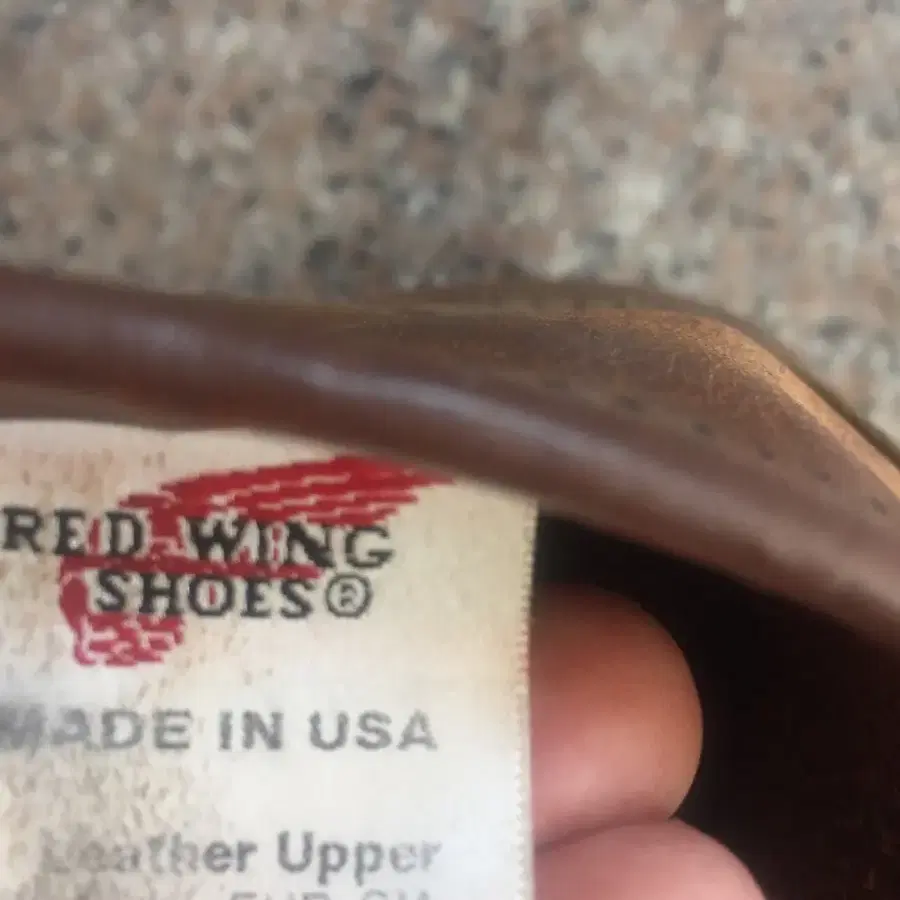 RED WING
SHOES®
MADE IN USA
Leather Upper